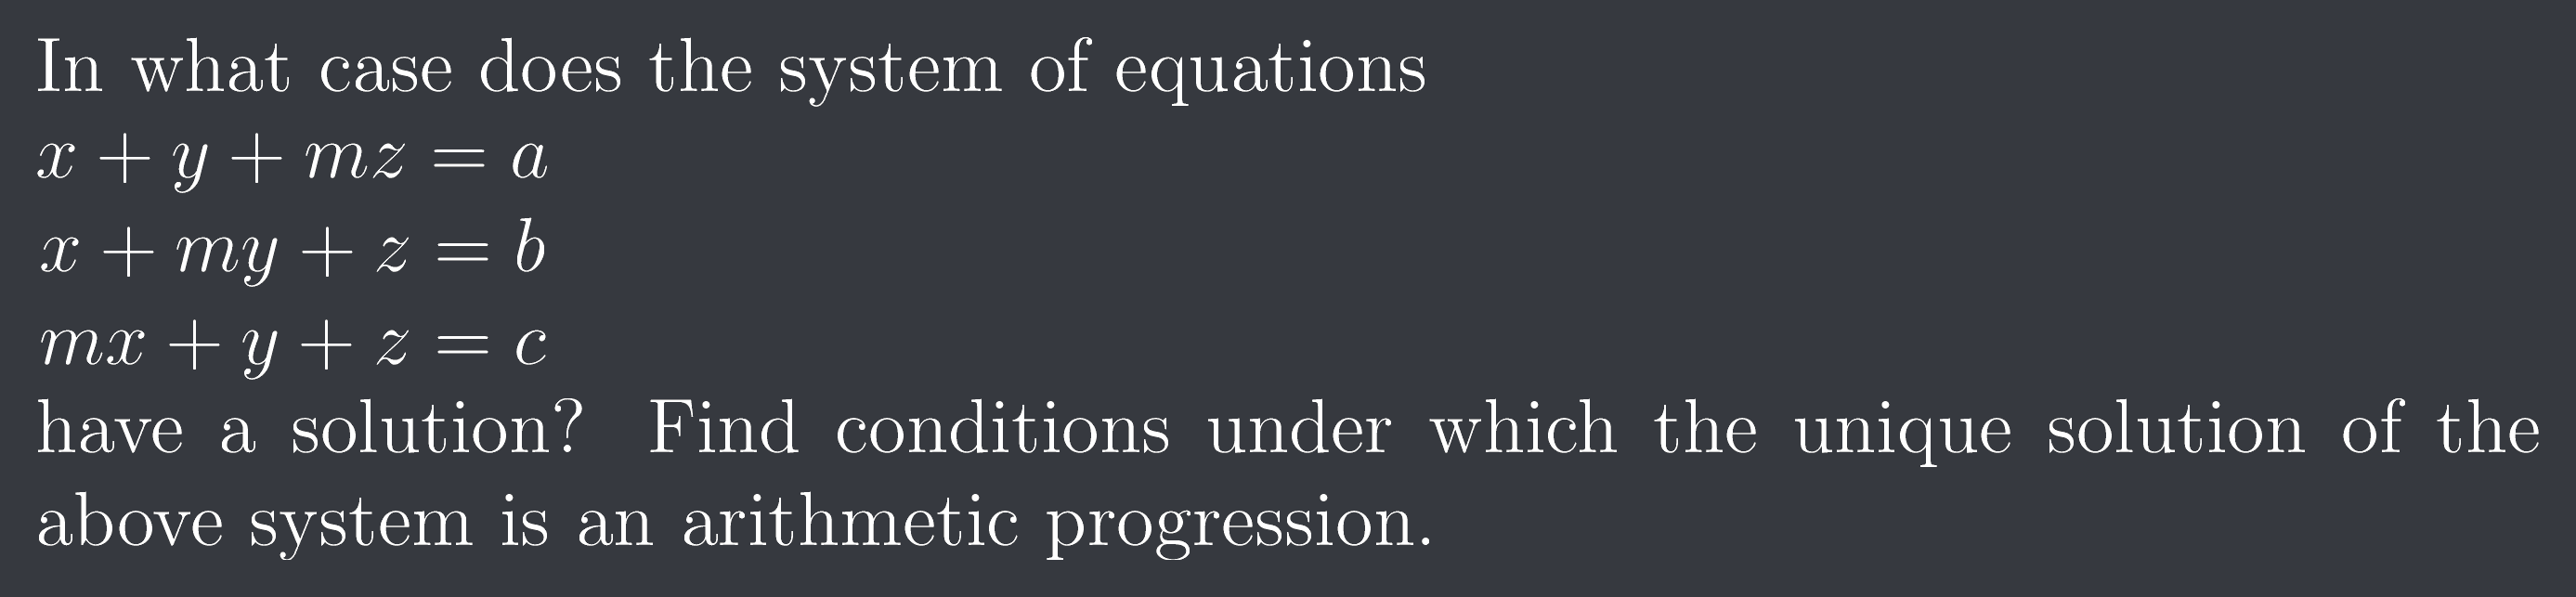 In what case does the system of equations
x + y + mz = a
x + my + z = b
mx + y + z = c
have a solution? Find conditions under which the unique solution of the
above system is an arithmetic progression.